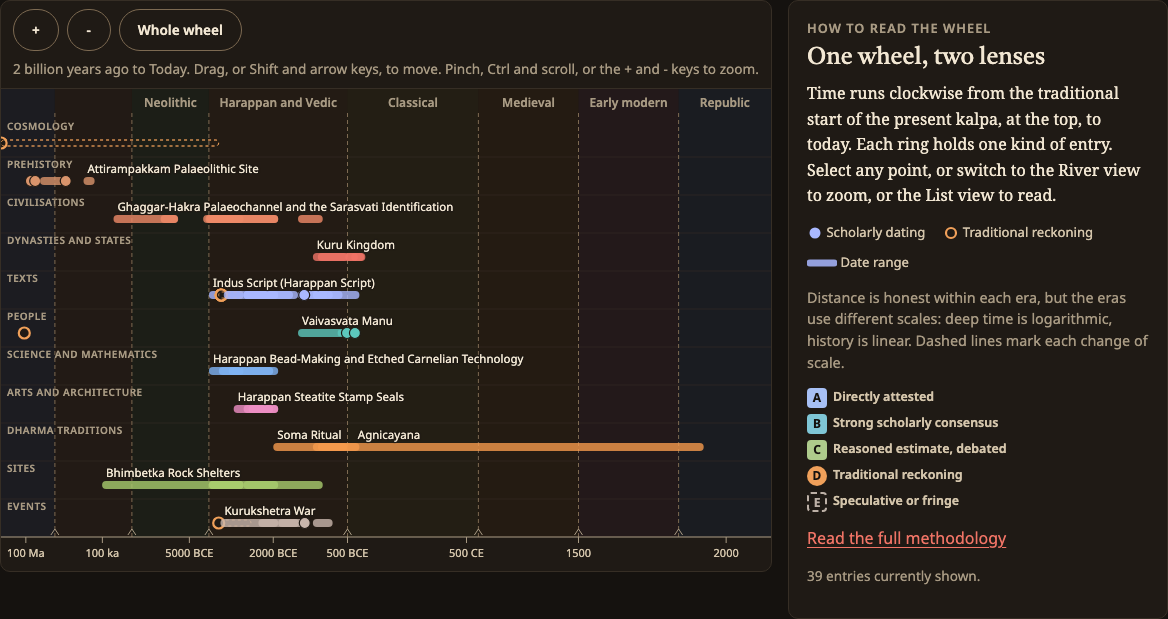 +
-
Whole wheel
2 billion years ago to Today. Drag, or Shift and arrow keys, to move. Pinch, Ctrl and scroll, or the + and - keys to zoom.
Neolithic
Harappan and Vedic
Classical
Medieval
Early modern
Republic
COSMOLOGY
PREHISTORY
Attirampakkam Palaeolithic Site
CIVILISATIONS
Ghaggar-Hakra Palaeochannel and the Sarasvati Identification
DYNASTIES AND STATES
Kuru Kingdom
TEXTS
Indus Script (Harappan Script)
PEOPLE
Vaivasvata Manu
SCIENCE AND MATHEMATICS
Harappan Bead-Making and Etched Carnelian Technology
ARTS AND ARCHITECTURE
Harappan Steatite Stamp Seals
DHARMA TRADITIONS
Soma Ritual
Agnicayana
SITES
Bhimbetka Rock Shelters
EVENTS
Kurukshetra War
100 Ma
100 ka
5000 BCE
2000 BCE
500 BCE
500 CE
1500
2000
HOW TO READ THE WHEEL
One wheel, two lenses
Time runs clockwise from the traditional
start of the present kalpa, at the top, to
today. Each ring holds one kind of entry.
Select any point, or switch to the River view
to zoom, or the List view to read.
Scholarly dating
Traditional reckoning
Date range
Distance is honest within each era, but the eras
use different scales: deep time is logarithmic,
history is linear. Dashed lines mark each change of
scale.
A Directly attested
B Strong scholarly consensus
C Reasoned estimate, debated
D Traditional reckoning
E Speculative or fringe
Read the full methodology
39 entries currently shown.